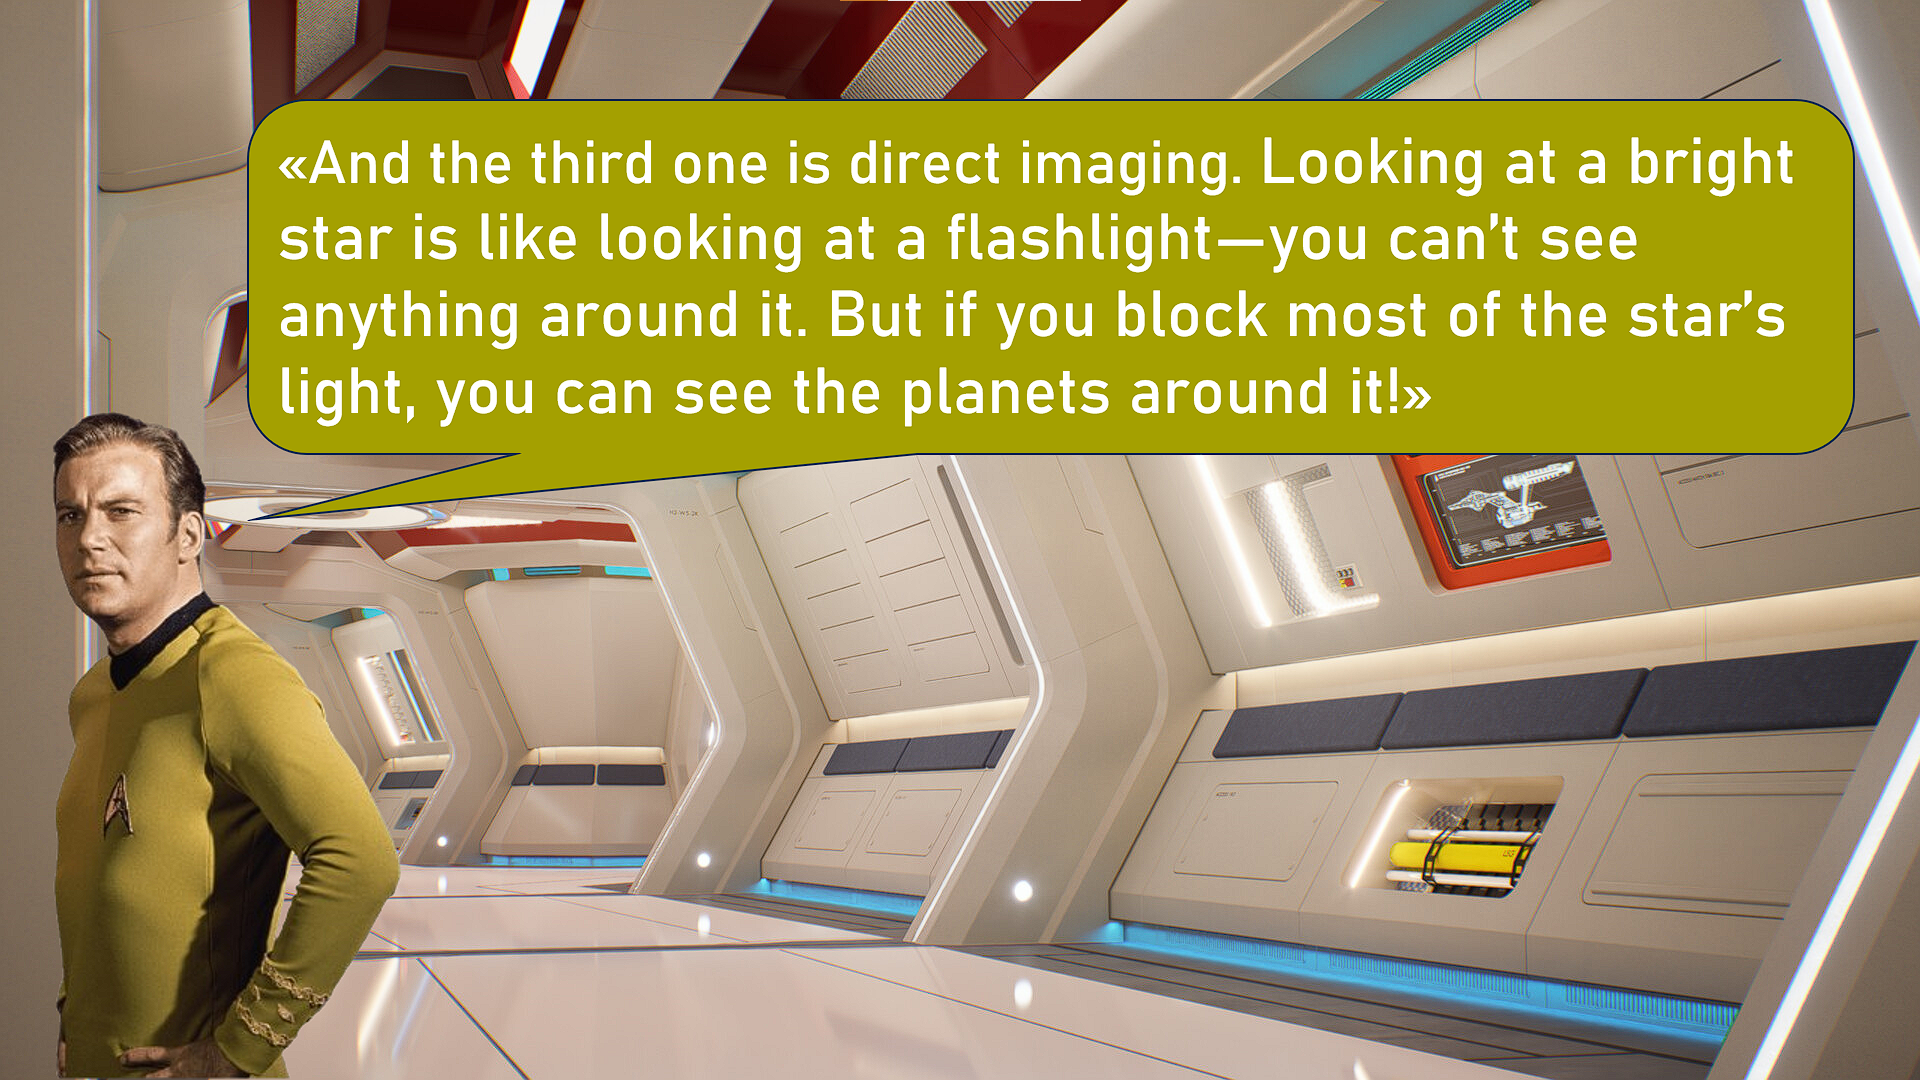 «And the third one is direct imaging. Looking at a bright
star is like looking at a flashlight—you can’t see
anything around it. But if you block most of the star’s
light, you can see the planets around it!»